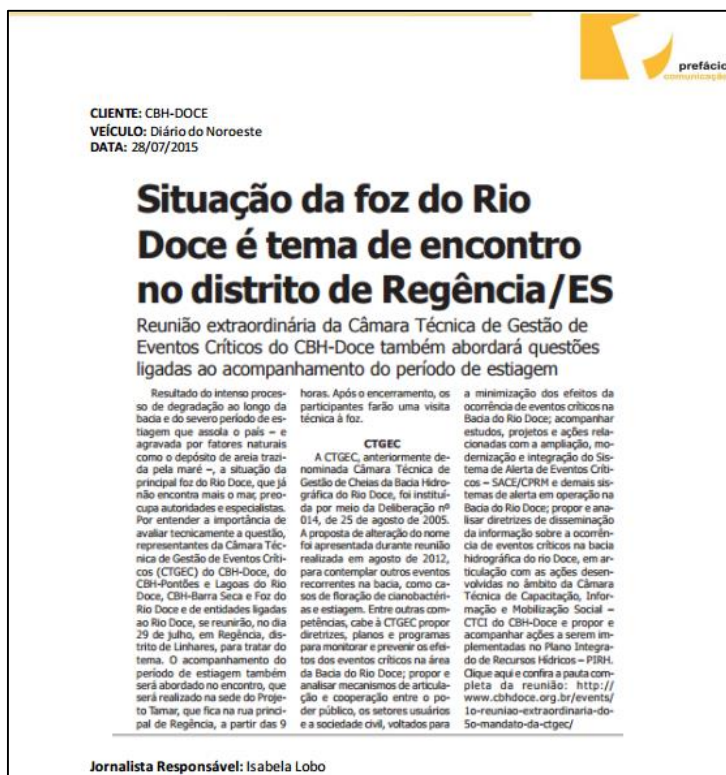 prefácio
comunicação
CLIENTE: CBH-DOCE
VEÍCULO: Diário do Noroeste
DATA: 28/07/2015
Situação da foz do Rio
Doce é tema de encontro
no distrito de Regência/ES
Reunião extraordinária da Câmara Técnica de Gestão de
Eventos Críticos do CBH-Doce também abordará questões
ligadas ao acompanhamento do período de estiagem
Resultado do intenso proces-
so de degradação ao longo da
bacia e do severo período de es-
tiagem que assola o país – e
agravada por fatores naturais
como o depósito de areia trazi-
da pela maré –, a situação da
principal foz do Rio Doce, que já
não encontra mais o mar, preo-
cupa autoridades e especialistas.
Por entender a importância de
avaliar tecnicamente a questão,
representantes da Câmara Téc-
nica de Gestão de Eventos Críti-
cos (CTGEC) do CBH-Doce, do
CBH-Pontões e Lagoas do Rio
Doce, CBH-Barra Seca e Foz do
Rio Doce e de entidades ligadas
ao Rio Doce, se reunirão, no dia
29 de julho, em Regência, dis-
trito de Linhares, para tratar do
tema. O acompanhamento do
período de estiagem também
será abordado no encontro, que
será realizado na sede do Proje-
to Tamar, que fica na rua princi-
pal de Regência, a partir das 9
horas. Após o encerramento, os
participantes farão uma visita
técnica à foz.
CTGEC
A CTGEC, anteriormente de-
nominada Câmara Técnica de
Gestão de Cheias da Bacia Hidro-
gráfica do Rio Doce, foi instituí-
da por meio da Deliberação nº
014, de 25 de agosto de 2005.
A proposta de alteração do nome
foi apresentada durante reunião
realizada em agosto de 2012,
para contemplar outros eventos
recorrentes na bacia, como ca-
sos de floração de cianobactéri-
as e estiagem. Entre outras com-
petências, cabe à CTGEC propor
diretrizes, planos e programas
para monitorar e prevenir os efei-
tos dos eventos críticos na área
da Bacia do Rio Doce; propor e
analisar mecanismos de articula-
ção e cooperação entre o po-
der público, os setores usuários
e a sociedade civil, voltados para
a minimização dos efeitos da
ocorrência de eventos críticos na
Bacia do Rio Doce; acompanhar
estudos, projetos e ações rela-
cionadas com a ampliação, mo-
dernização e integração do Sis-
tema de Alerta de Eventos Críti-
cos – SACE/CPRM e demais sis-
temas de alerta em operação na
Bacia do Rio Doce; propor e ana-
lisar diretrizes de disseminação
da informação sobre a ocorrên-
cia de eventos críticos na bacia
hidrográfica do rio Doce, em ar-
ticulação com as ações desen-
volvidas no âmbito da Câmara
Técnica de Capacitação, Infor-
mação e Mobilização Social –
CTCI do CBH-Doce e propor e
acompanhar ações a serem im-
plementadas no Plano Integra-
do de Recursos Hídricos – PIRH.
Clique aqui e confira a pauta com-
pleta da reunião: http://
www.cbhdoce.org.br/events/
1o-reuniao-extraordinaria-do-
5o-mandato-da-ctgec/
Jornalista Responsável: Isabela Lobo